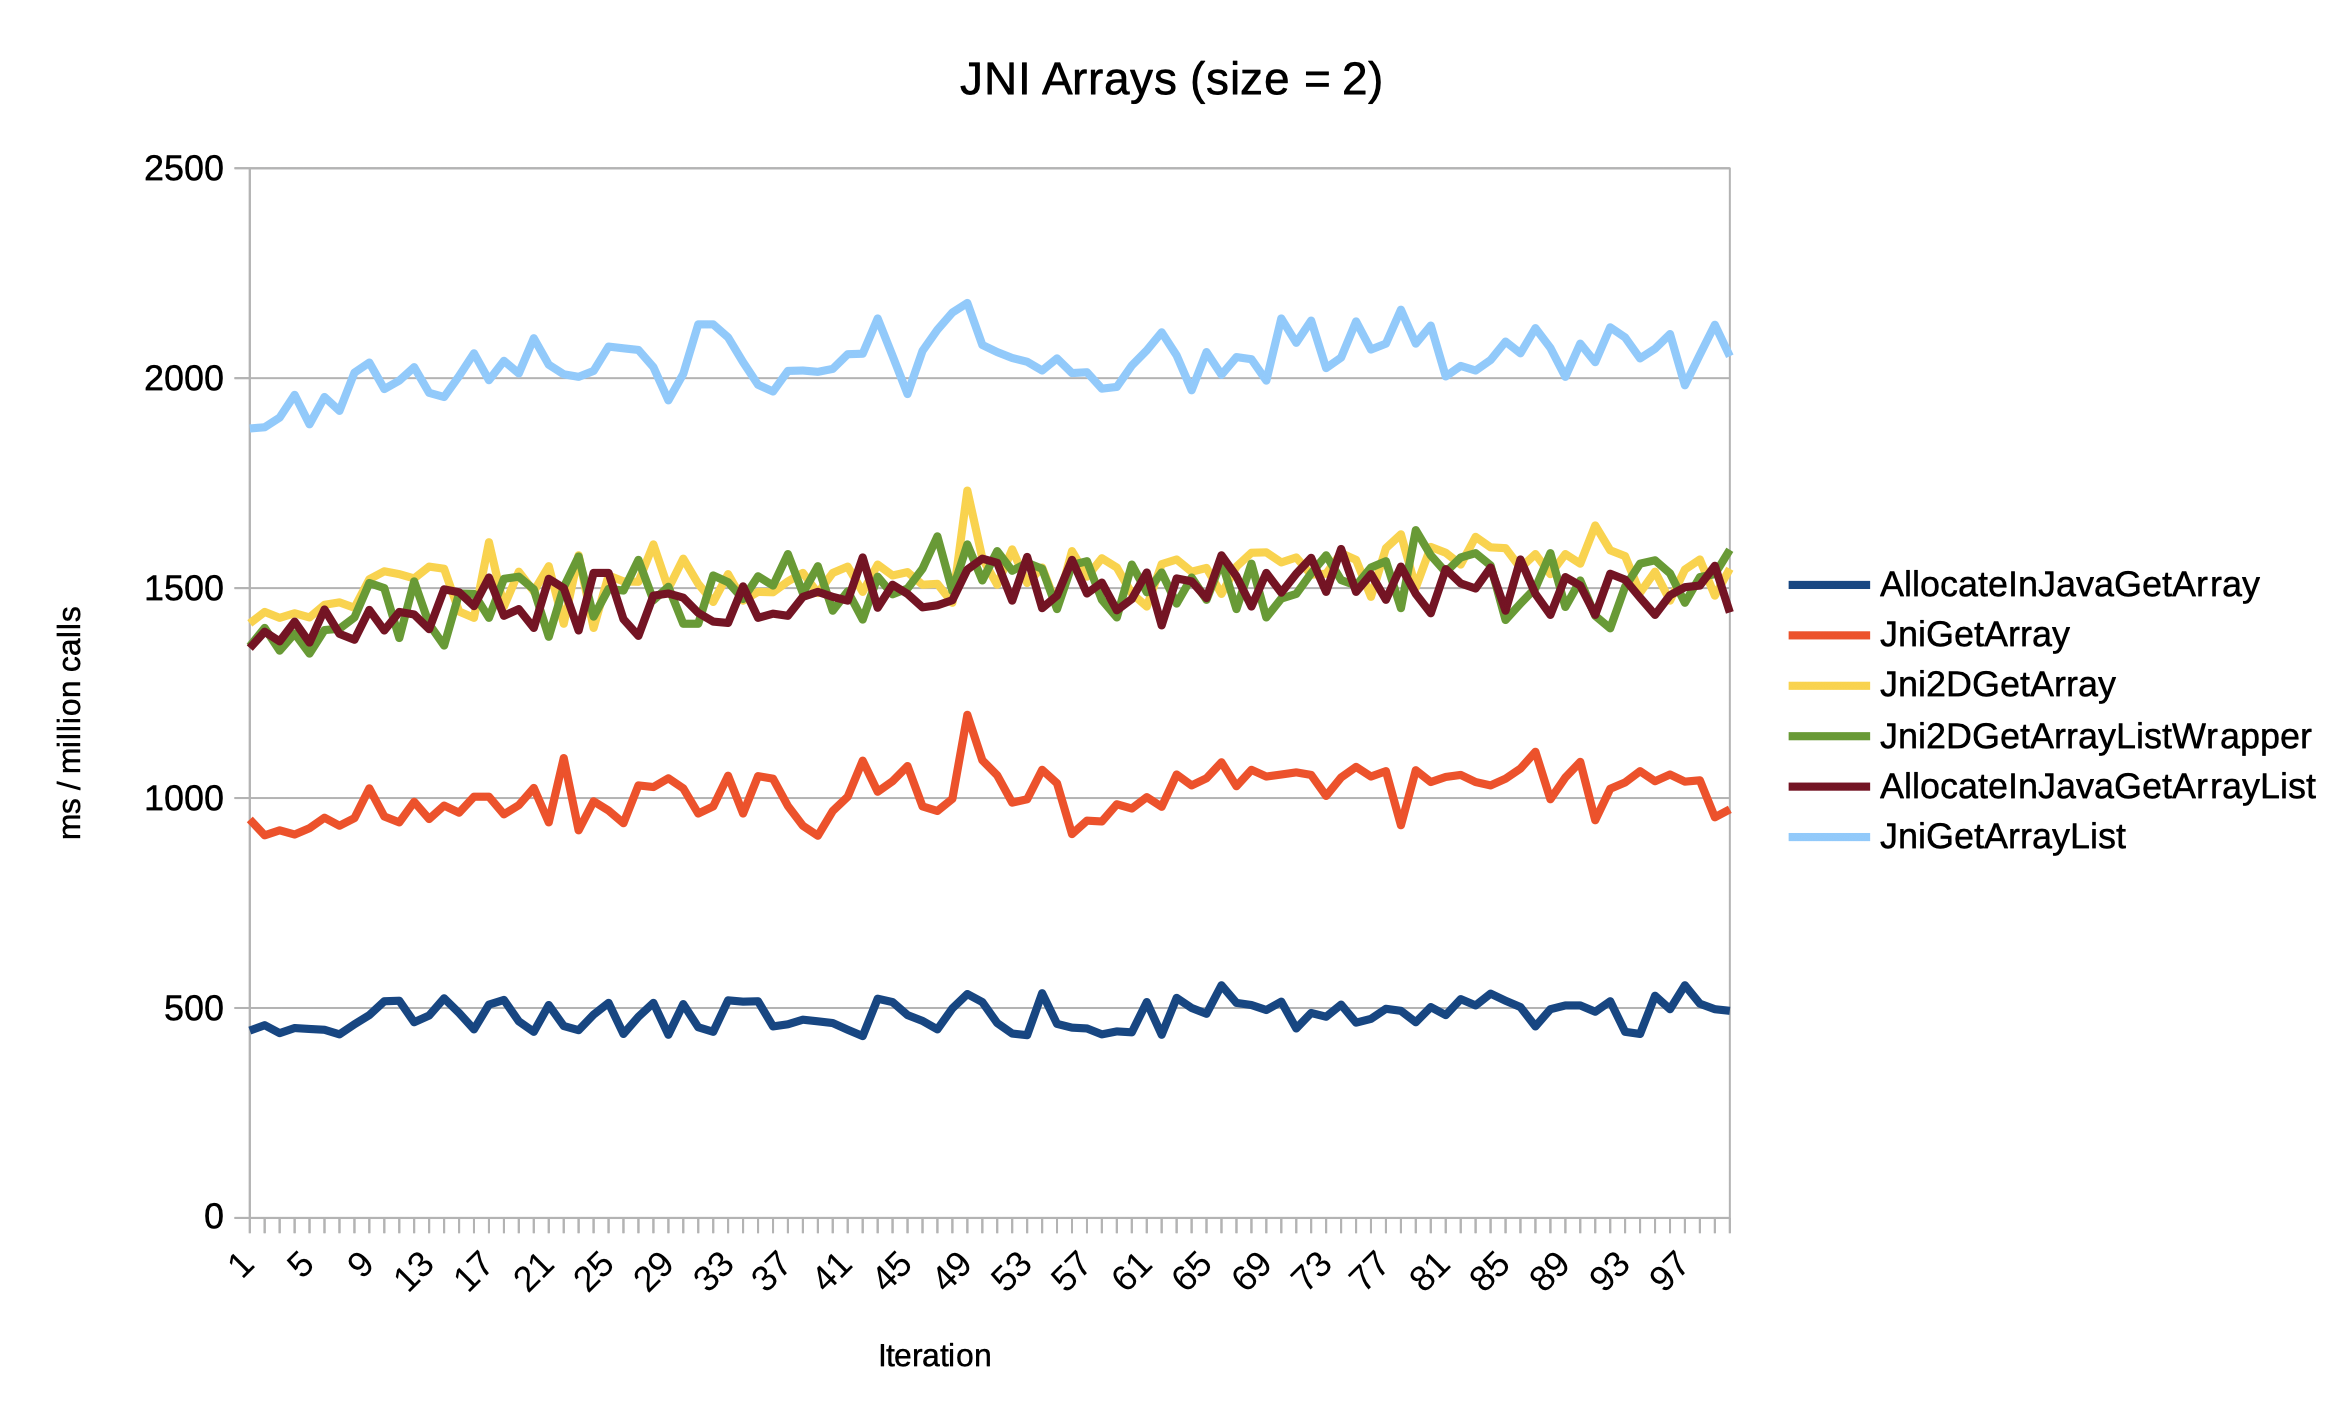 JNI Arrays (size = 2)
2500
2000
1500
1000
500
0
ms / million calls
1 5 9 13 17 21 25 29 33 37 41 45 49 53 57 61 65 69 73 77 81 85 89 93 97
Iteration
AllocateInJavaGetArray
JniGetArray
Jni2DGetArray
Jni2DGetArrayListWrapper
AllocateInJavaGetArrayList
JniGetArrayList